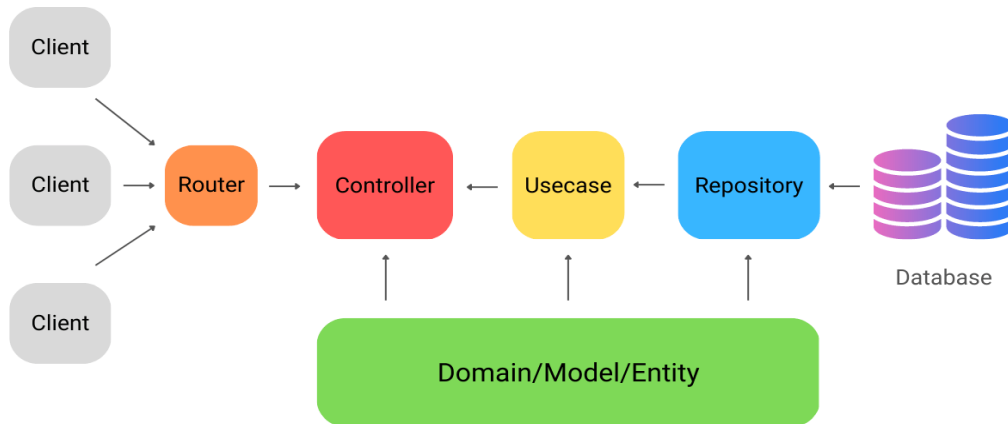 Client
Client
Client
Router
Controller
Usecase
Repository
Database
Domain/Model/Entity